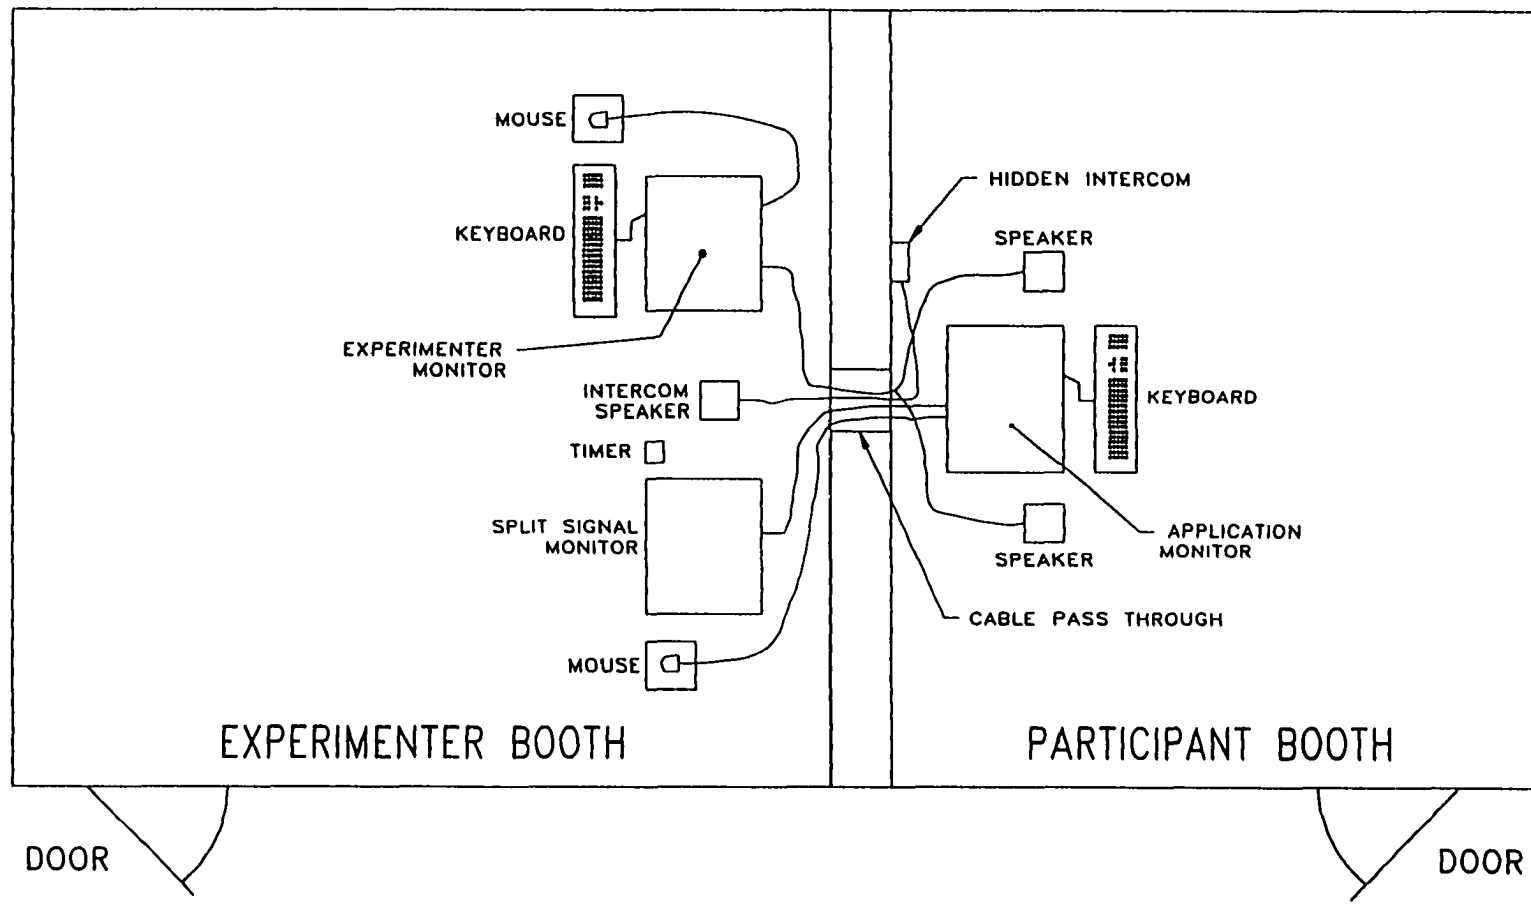 MOUSE
HIDDEN INTERCOM
KEYBOARD
SPEAKER
EXPERIMENTER
MONITOR
INTERCOM
SPEAKER
KEYBOARD
TIMER
SPLIT SIGNAL
MONITOR
APPLICATION
MONITOR
SPEAKER
CABLE PASS THROUGH
MOUSE
EXPERIMENTER BOOTH
PARTICIPANT BOOTH
DOOR
DOOR